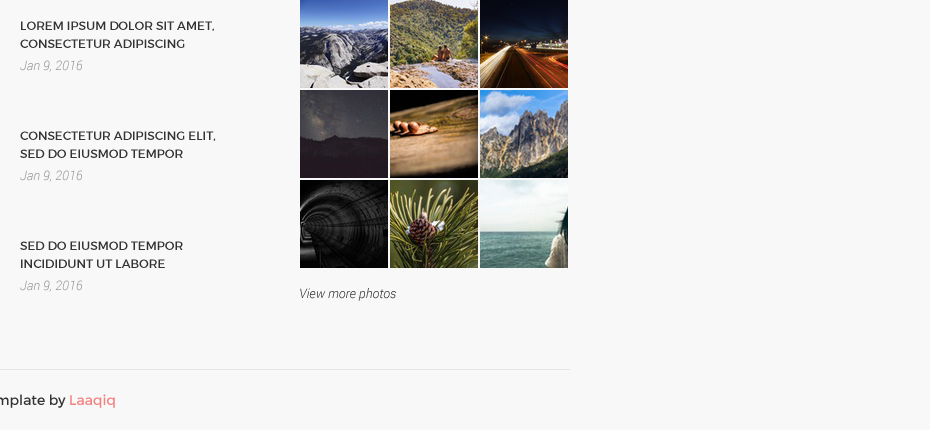 LOREM IPSUM DOLOR SIT AMET,
CONSECTETUR ADIPISCING
Jan 9, 2016
CONSECTETUR ADIPISCING ELIT,
SED DO EIUSMOD TEMPOR
Jan 9, 2016
SED DO EIUSMOD TEMPOR
INCIDIDUNT UT LABORE
Jan 9, 2016
View more photos
mplate by Laaqiq